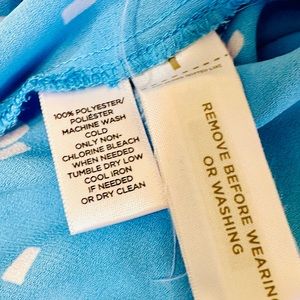 100% POLYESTER/
POLIÉSTER
MACHINE WASH
COLD
ONLY NON-
CHLORINE BLEACH
WHEN NEEDED
TUMBLE DRY LOW
COOL IRON
IF NEEDED
OR DRY CLEAN
REMOVE BEFORE WEARING
OR WASHING